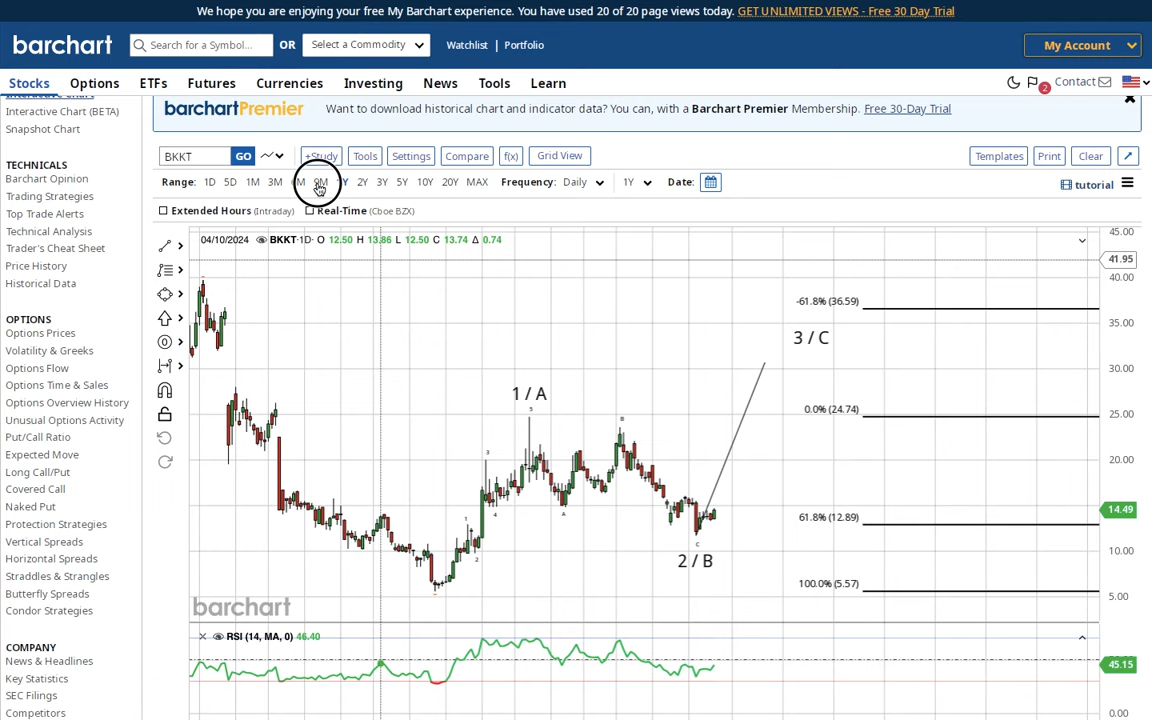 We hope you are enjoying your free My Barchart experience. You have used 20 of 20 page views today. GET UNLIMITED VIEWS - Free 30 Day Trial
barchart Search for a Symbol... OR Select a Commodity Watchlist | Portfolio My Account
Stocks Options ETFs Futures Currencies Investing News Tools Learn 2 Contact
Interactive Chart
Interactive Chart (BETA)
Snapshot Chart
TECHNICALS
Barchart Opinion
Trading Strategies
Top Trade Alerts
Technical Analysis
Trader's Cheat Sheet
Price History
Historical Data
OPTIONS
Options Prices
Volatility & Greeks
Options Flow
Options Time & Sales
Options Overview History
Unusual Options Activity
Put/Call Ratio
Expected Move
Long Call/Put
Covered Call
Naked Put
Protection Strategies
Vertical Spreads
Horizontal Spreads
Straddles & Strangles
Butterfly Spreads
Condor Strategies
COMPANY
News & Headlines
Key Statistics
SEC Filings
Competitors
barchartPremier Want to download historical chart and indicator data? You can, with a Barchart Premier Membership. Free 30-Day Trial
BKKT GO +Study Tools Settings Compare f(x) Grid View Templates Print Clear
Range: 1D 5D 1M 3M 9M 2Y 3Y 5Y 10Y 20Y MAX Frequency: Daily 1Y Date: tutorial
Extended Hours (Intraday) Real-Time (Cboe BZX)
04/10/2024 BKKT·1D· O 12.50 H 13.86 L 12.50 C 13.74 Δ 0.74
45.00
41.95
40.00
-61.8% (36.59)
35.00
3 / C
30.00
1 / A
0.0% (24.74)
25.00
5
B
3
20.00
1
4
A
61.8% (12.89)
14.49
C
2
2 / B
10.00
100.0% (5.57)
5.00
barchart
RSI (14, MA, 0) 46.40
45.15
0.00